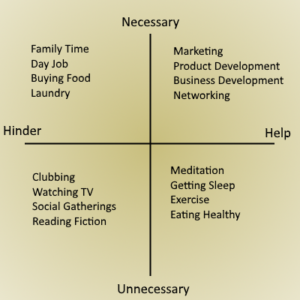 Necessary
Family Time
Day Job
Buying Food
Laundry
Marketing
Product Development
Business Development
Networking
Hinder
Help
Clubbing
Watching TV
Social Gatherings
Reading Fiction
Meditation
Getting Sleep
Exercise
Eating Healthy
Unnecessary